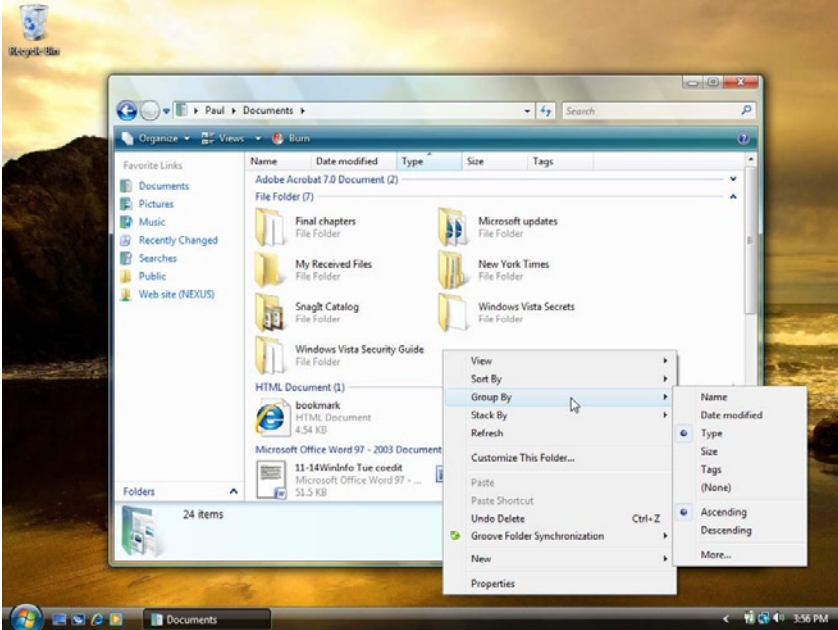 Recycle Bin
Paul Documents
Search
Organize Views Burn
Favorite Links
Documents
Pictures
Music
Recently Changed
Searches
Public
Web site (NEXUS)
Folders
Name Date modified Type Size Tags
Adobe Acrobat 7.0 Document (2)
File Folder (7)
Final chapters
File Folder
Microsoft updates
File Folder
My Received Files
File Folder
New York Times
File Folder
SnagIt Catalog
File Folder
Windows Vista Secrets
File Folder
Windows Vista Security Guide
File Folder
HTML Document (1)
bookmark
HTML Document
4.54 KB
Microsoft Office Word 97 - 2003 Document
11-14WinInfo Tue coedit
Microsoft Office Word 97 - ...
51.5 KB
24 items
View
Sort By
Group By
Stack By
Refresh
Customize This Folder...
Paste
Paste Shortcut
Undo Delete Ctrl+Z
Groove Folder Synchronization
New
Properties
Name
Date modified
Type
Size
Tags
(None)
Ascending
Descending
More...
Documents
3:56 PM